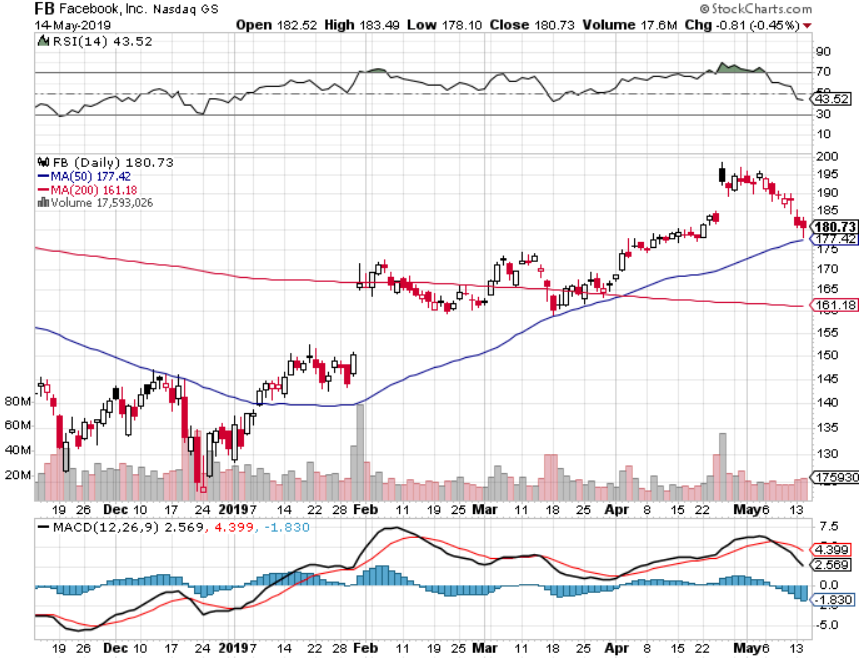 FB Facebook, Inc. Nasdaq GS © StockCharts.com
14-May-2019 Open 182.52 High 183.49 Low 178.10 Close 180.73 Volume 17.6M Chg -0.81 (-0.45%)
RSI(14) 43.52
90
70
50
43.52
30
10
FB (Daily) 180.73
MA(50) 177.42
MA(200) 161.18
Volume 17,593,026
200
195
190
185
180.73
177.42
175
170
165
161.18
155
150
145
140
135
130
80M
60M
40M
20M
175930
19 26 Dec 10 17 24 2019 7 14 22 28 Feb 11 19 25 Mar 11 18 25 Apr 8 15 22 May 6 13
MACD(12,26,9) 2.569, 4.399, -1.830
7.5
4.399
2.569
0.0
-1.830
-5.0
19 26 Dec 10 17 24 2019 7 14 22 28 Feb 11 19 25 Mar 11 18 25 Apr 8 15 22 May 6 13